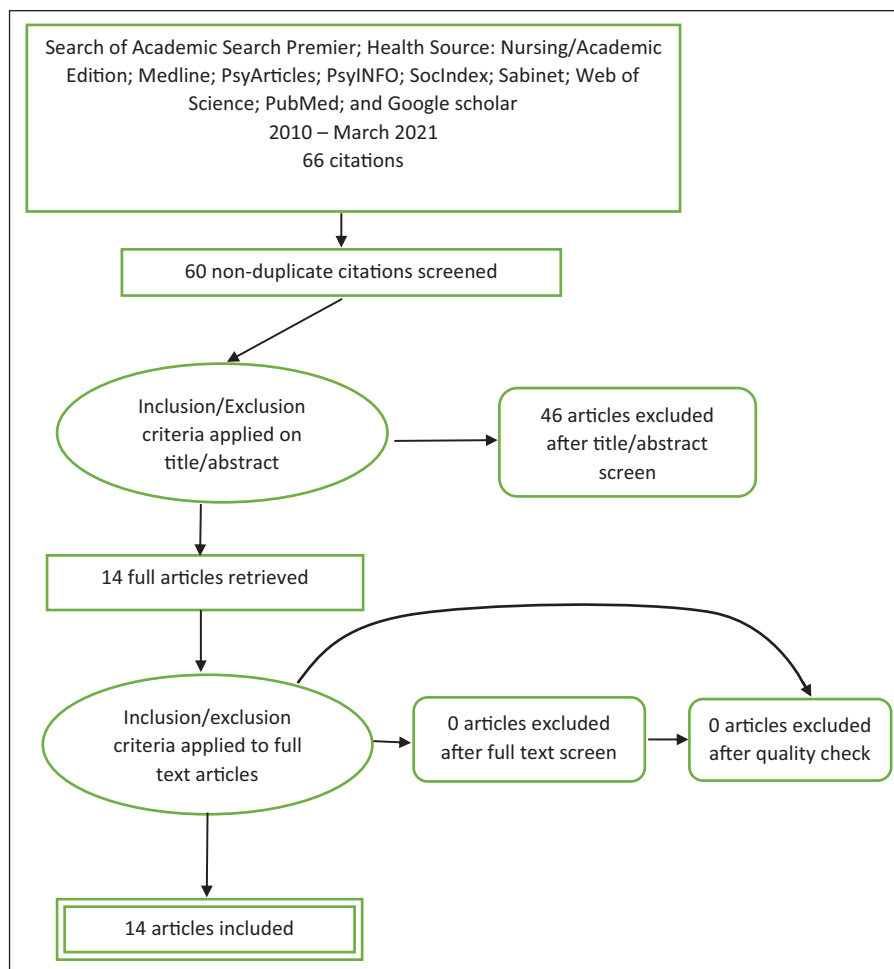 Search of Academic Search Premier; Health Source: Nursing/Academic
Edition; Medline; PsyArticles; PsyINFO; SocIndex; Sabinet; Web of
Science; PubMed; and Google scholar
2010 – March 2021
66 citations
60 non-duplicate citations screened
Inclusion/Exclusion
criteria applied on
title/abstract
46 articles excluded
after title/abstract
screen
14 full articles retrieved
Inclusion/exclusion
criteria applied to full
text articles
0 articles excluded
after full text screen
0 articles excluded
after quality check
14 articles included